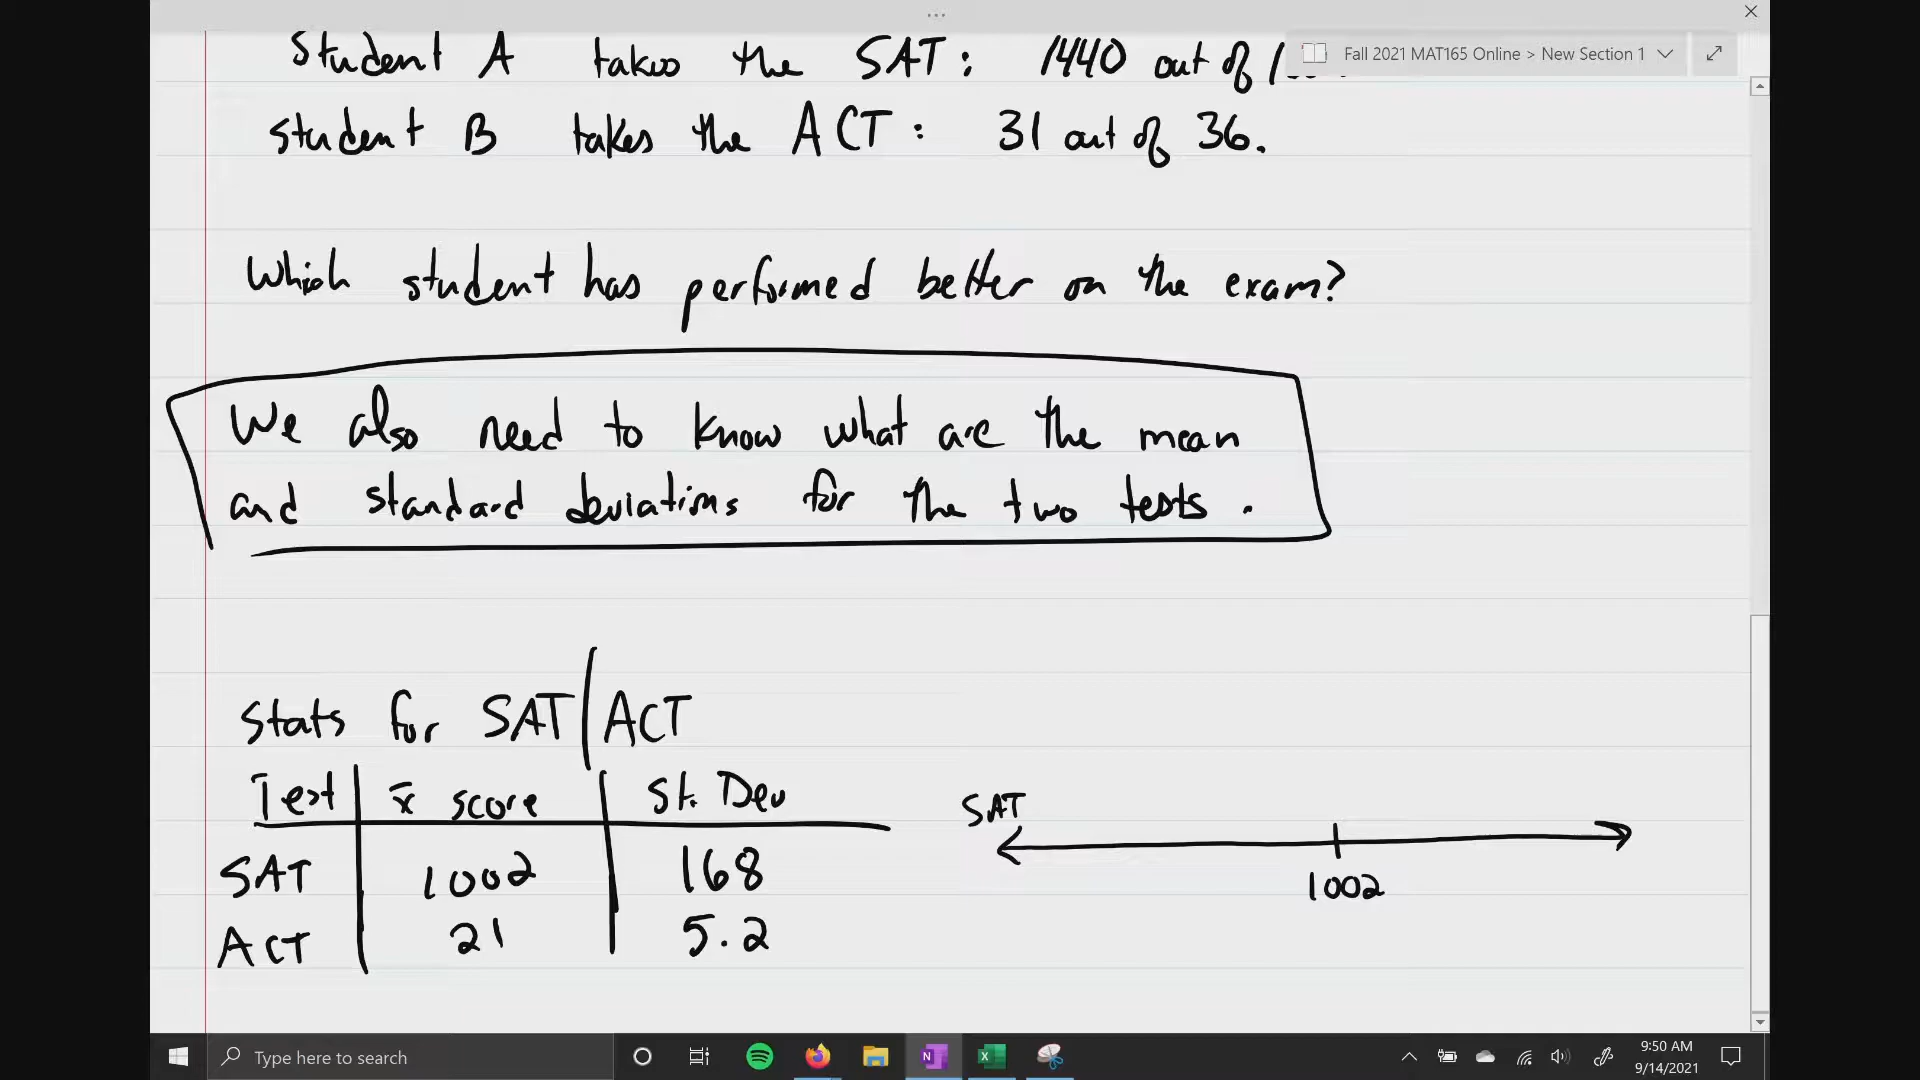 Student A takes the SAT: 1440 out of
Fall 2021 MAT165 Online > New Section 1
student B takes the ACT: 31 out of 36.
Which student has performed better on the exam?
We also need to know what are the mean
and standard deviations for the two tests.
Stats for SAT/ACT
Test x̄ score St. Dev
SAT 1002 168
ACT 21 5.2
SAT
1002
Type here to search
9:50 AM
9/14/2021